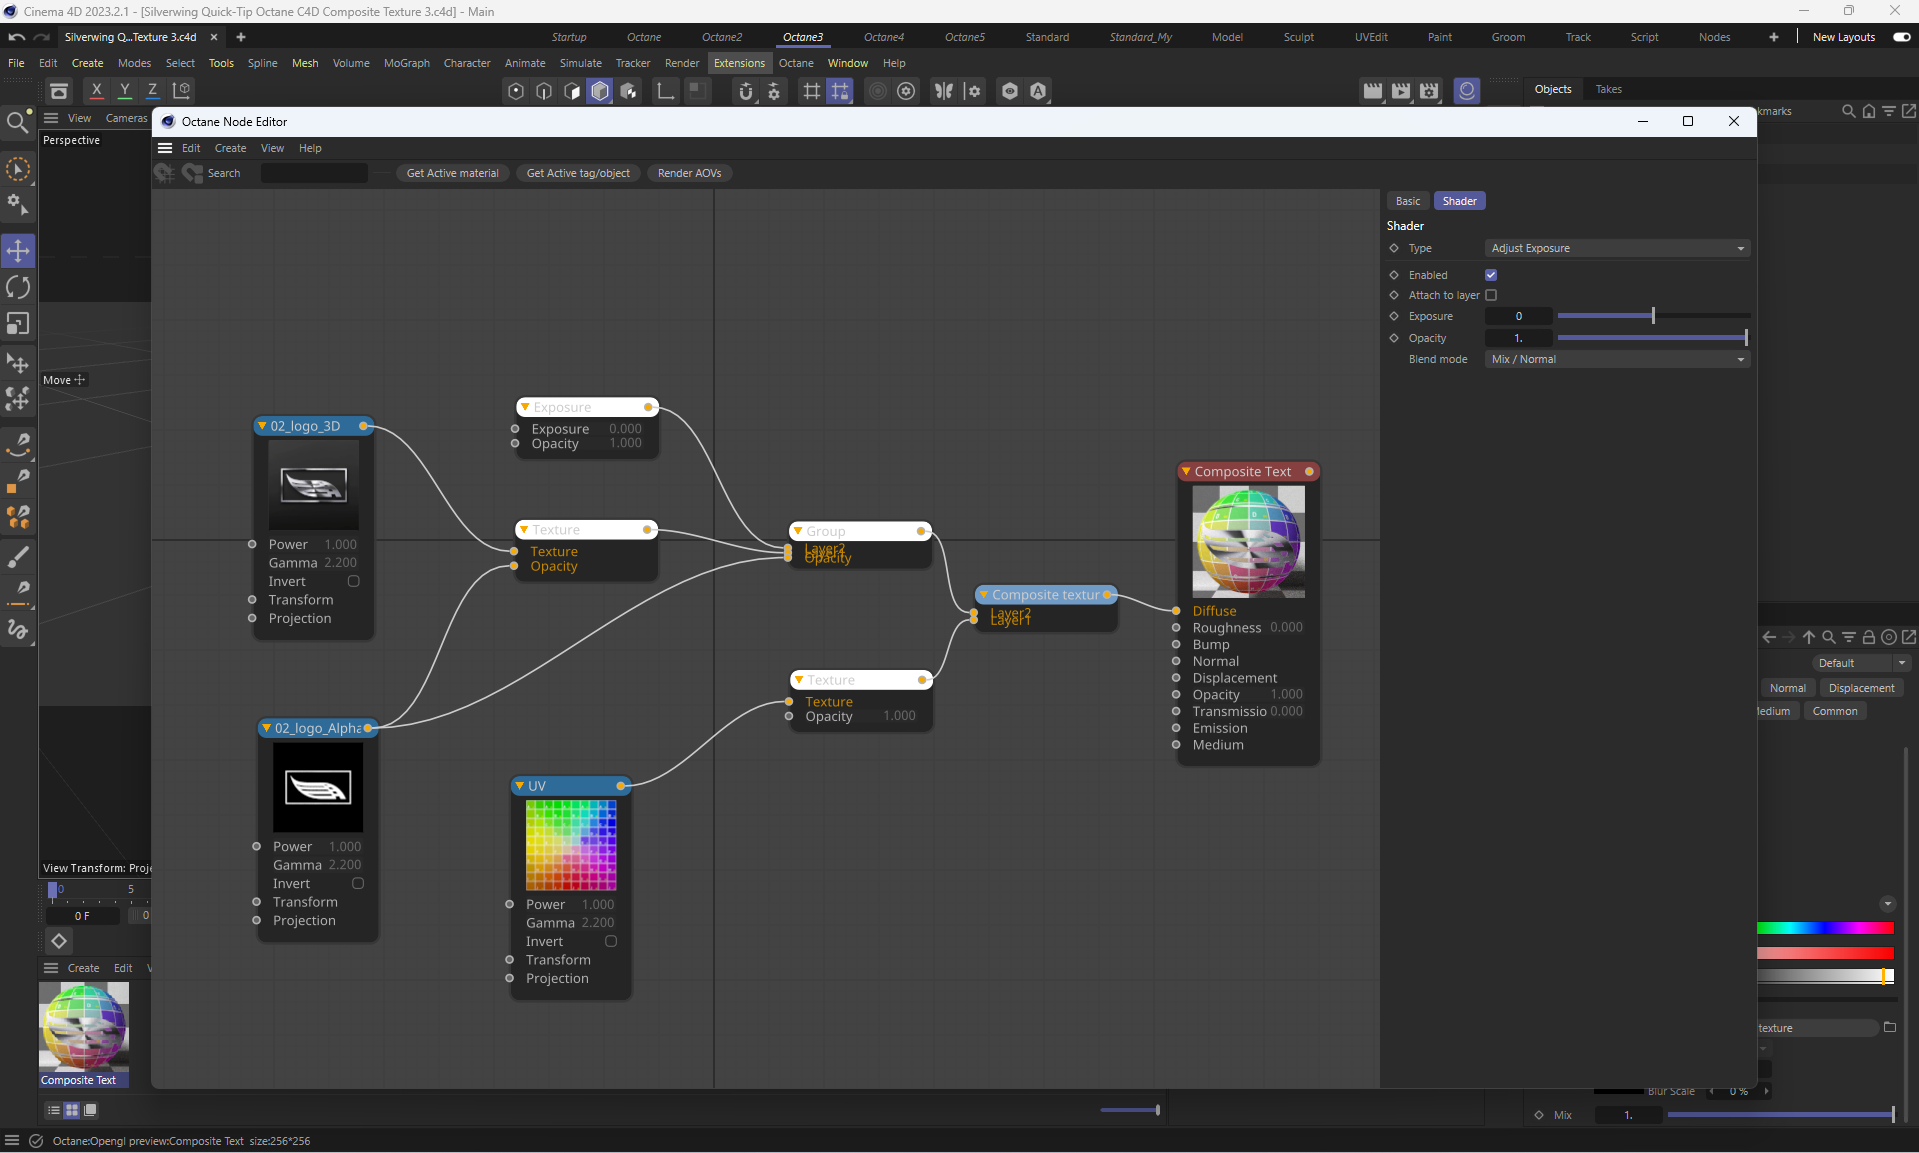 Cinema 4D 2023.2.1 - [Silverwing Quick-Tip Octane C4D Composite Texture 3.c4d] - Main
Silverwing Q...Texture 3.c4d
Startup Octane Octane2 Octane3 Octane4 Octane5 Standard Standard_My Model Sculpt UVEdit Paint Groom Track Script Nodes New Layouts
File Edit Create Modes Select Tools Spline Mesh Volume MoGraph Character Animate Simulate Tracker Render Extensions Octane Window Help
X Y Z
Objects Takes
View Cameras
kmarks
Perspective
Octane Node Editor
Edit Create View Help
Search Get Active material Get Active tag/object Render AOVs
Basic Shader
Shader
Type Adjust Exposure
Enabled
Attach to layer
Exposure 0
Opacity 1.
Blend mode Mix / Normal
Move
Exposure
Exposure 0.000
Opacity 1.000
02_logo_3D
Power 1.000
Gamma 2.200
Invert
Transform
Projection
Texture
Texture
Opacity
Group
Layer2
Opacity
Composite textur
Layer2
Layer1
Composite Text
Diffuse
Roughness 0.000
Bump
Normal
Displacement
Opacity 1.000
Transmissio 0.000
Emission
Medium
Texture
Texture
Opacity 1.000
02_logo_Alpha
Power 1.000
Gamma 2.200
Invert
Transform
Projection
UV
Power 1.000
Gamma 2.200
Invert
Transform
Projection
Default
Normal Displacement
ledium Common
View Transform: Proje
0 5
0 F 0
Create Edit V
Composite Text
texture
Blur Scale 0 %
Mix 1.
Octane:Opengl preview:Composite Text size:256*256